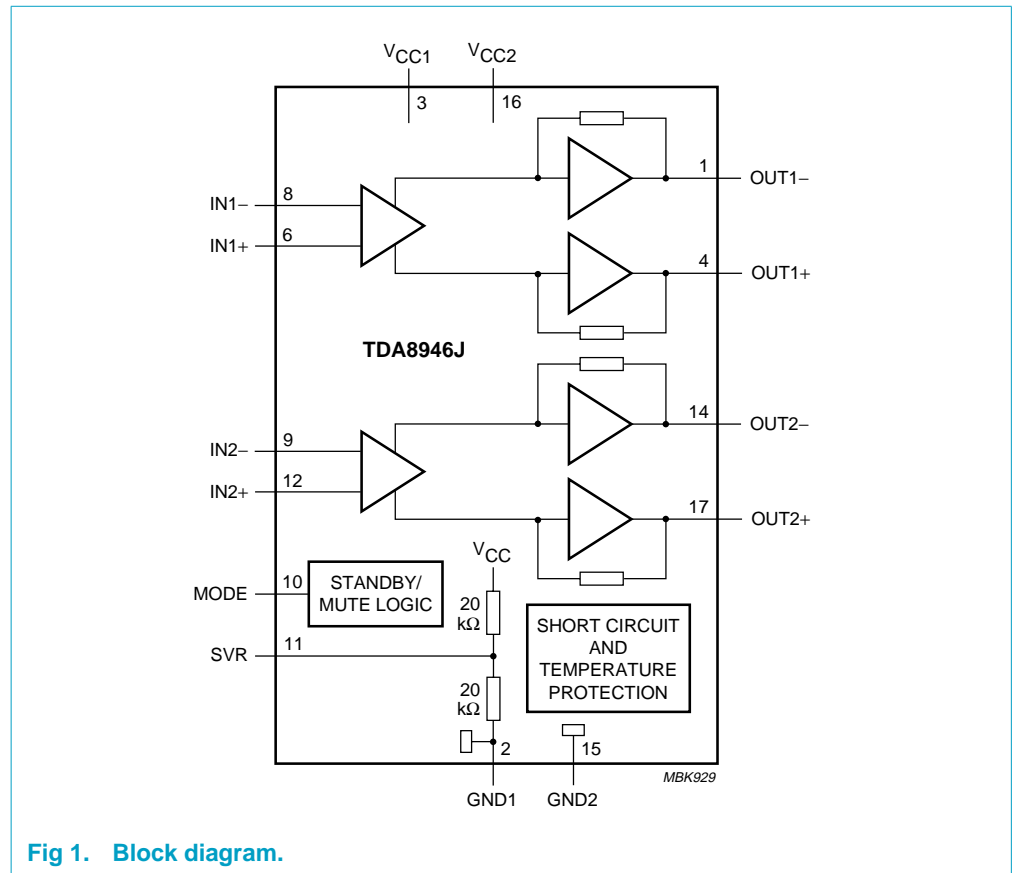 VCC1 VCC2
3 16
1 OUT1−
IN1− 8
IN1+ 6
4 OUT1+
TDA8946J
14 OUT2−
IN2− 9
IN2+ 12
17 OUT2+
VCC
MODE 10
STANDBY/
MUTE LOGIC
20
kΩ
SVR 11
20
kΩ
SHORT CIRCUIT
AND
TEMPERATURE
PROTECTION
2 15
MBK929
GND1 GND2
Fig 1. Block diagram.